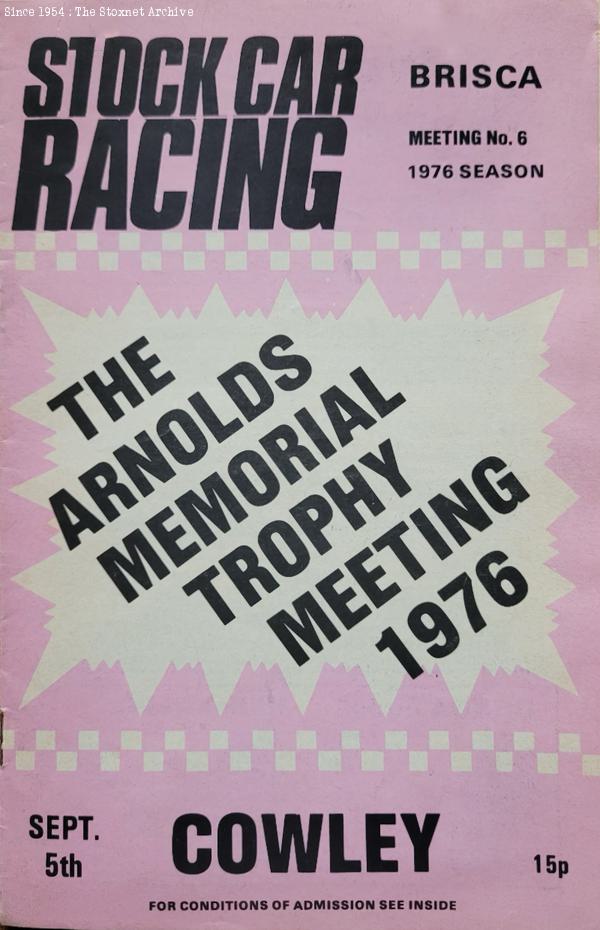 Since 1954 : The Stoxnet Archive
STOCK CAR
RACING
BRISCA
MEETING No. 6
1976 SEASON
THE
ARNOLDS
MEMORIAL
TROPHY
MEETING
1976
SEPT.
5th
COWLEY
15p
FOR CONDITIONS OF ADMISSION SEE INSIDE